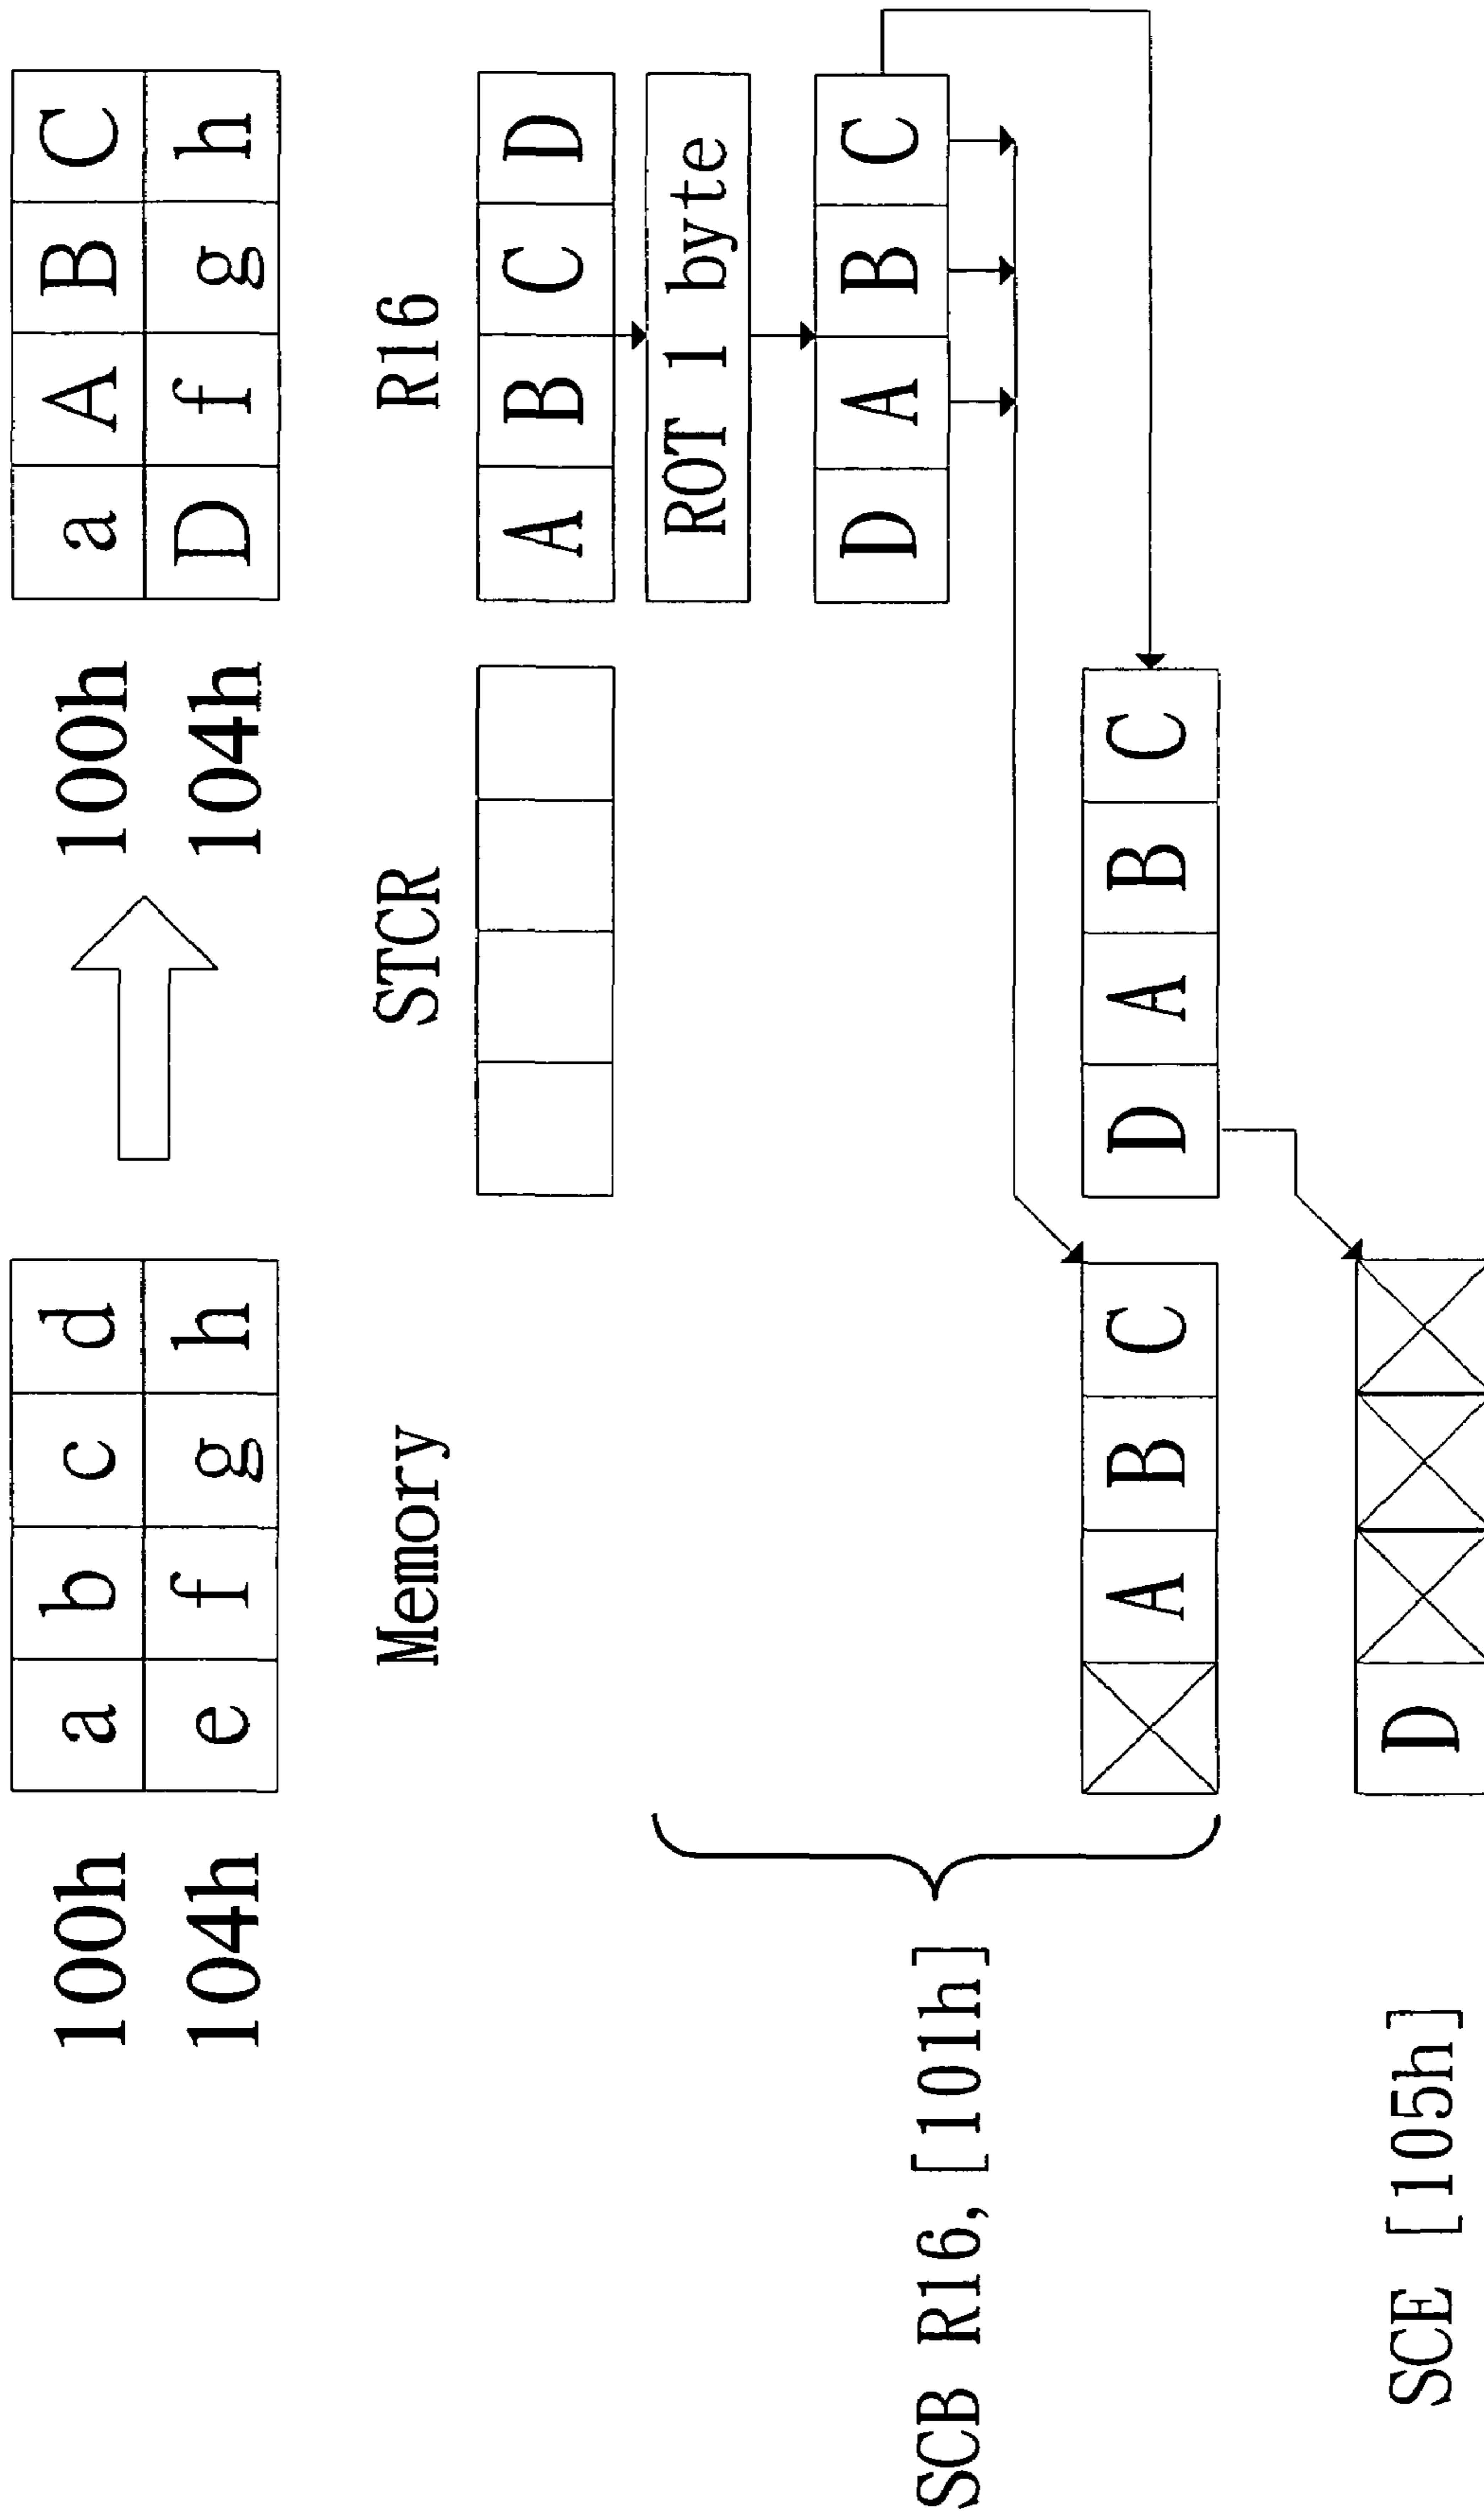 100h a b c d 100h a A B C
104h e f g h 104h D f g h
Memory STCR R16
A B C D
ROT 1 byte
D A B C
SCB R16, [101h]
A B C D A B C
SCE [105h] D